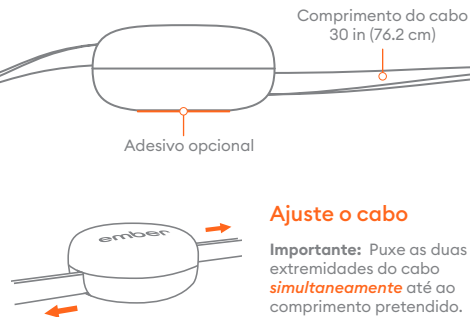 Comprimento do cabo
30 in (76.2 cm)
Adesivo opcional
ember
Ajuste o cabo
Importante: Puxe as duas
extremidades do cabo
simultaneamente até ao
comprimento pretendido.